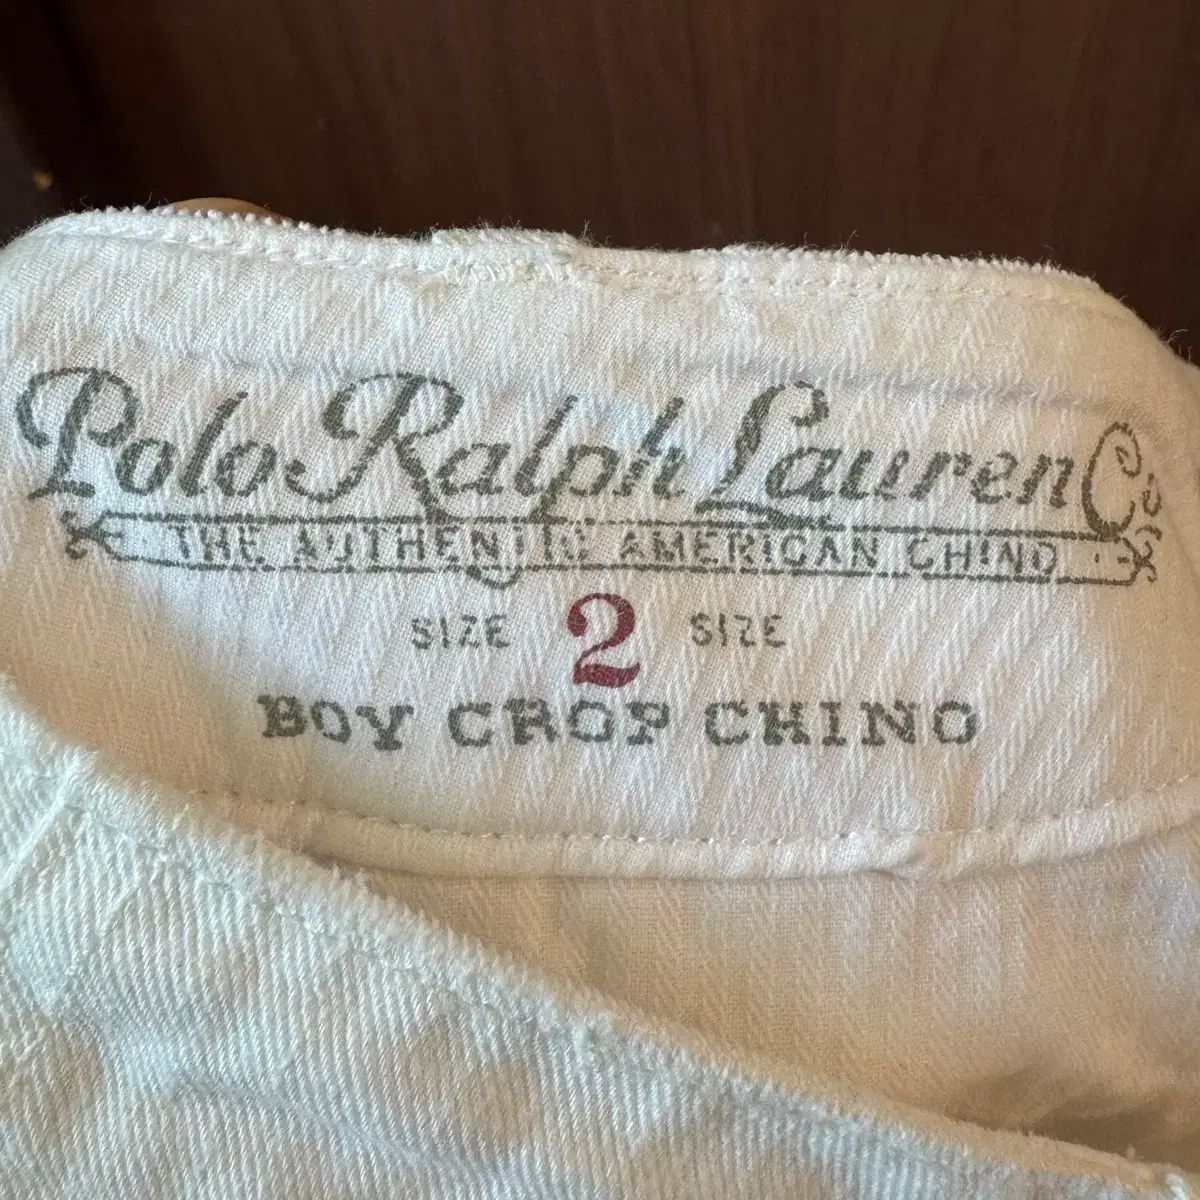 Polo Ralph Lauren Co
THE AUTHENTIC AMERICAN CHINO
SIZE 2 SIZE
BOY CROP CHINO